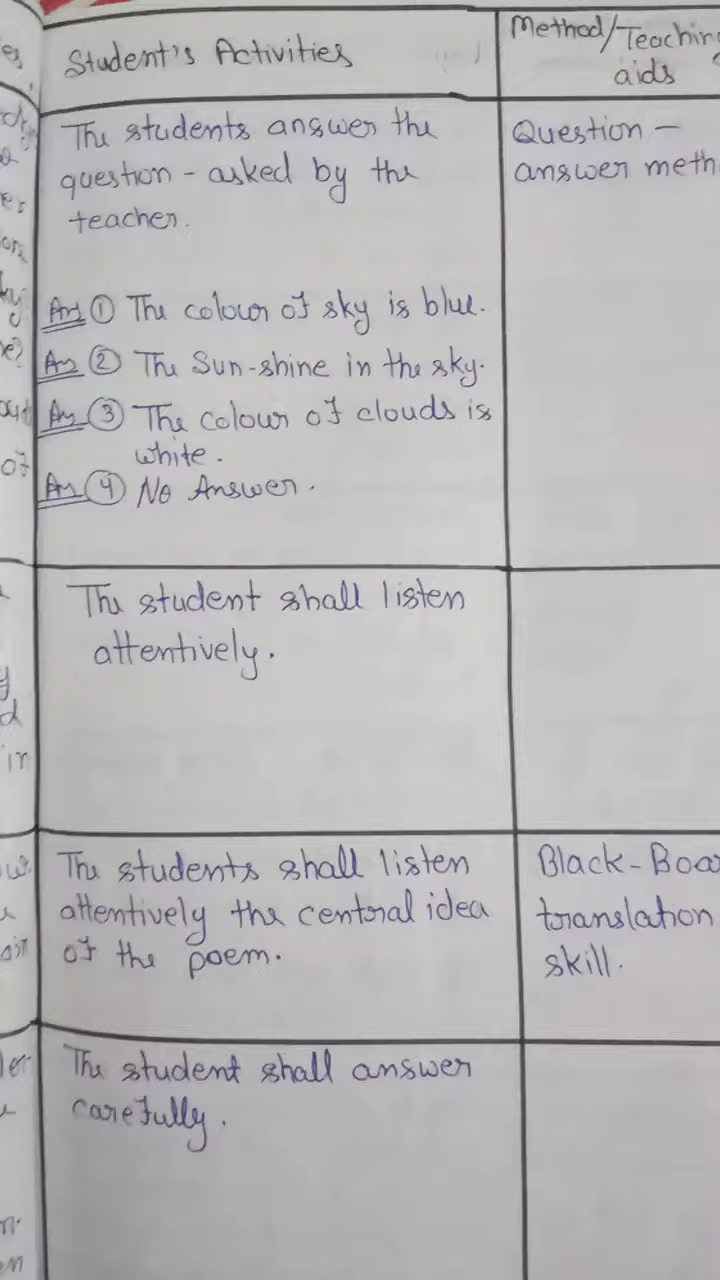 Student's Activities
The students answer the
question - asked by the
teacher.
Ans ① The colour of sky is blue.
Ans ② The Sun-shine in the sky.
Ans ③ The colour of clouds is
white.
Ans ④ No Answer.
The student shall listen
attentively.
The students shall listen
attentively the central idea
of the poem.
The student shall answer
carefully.
Method/Teaching
aids
Question -
answer meth
Black-Boa
translation
skill.